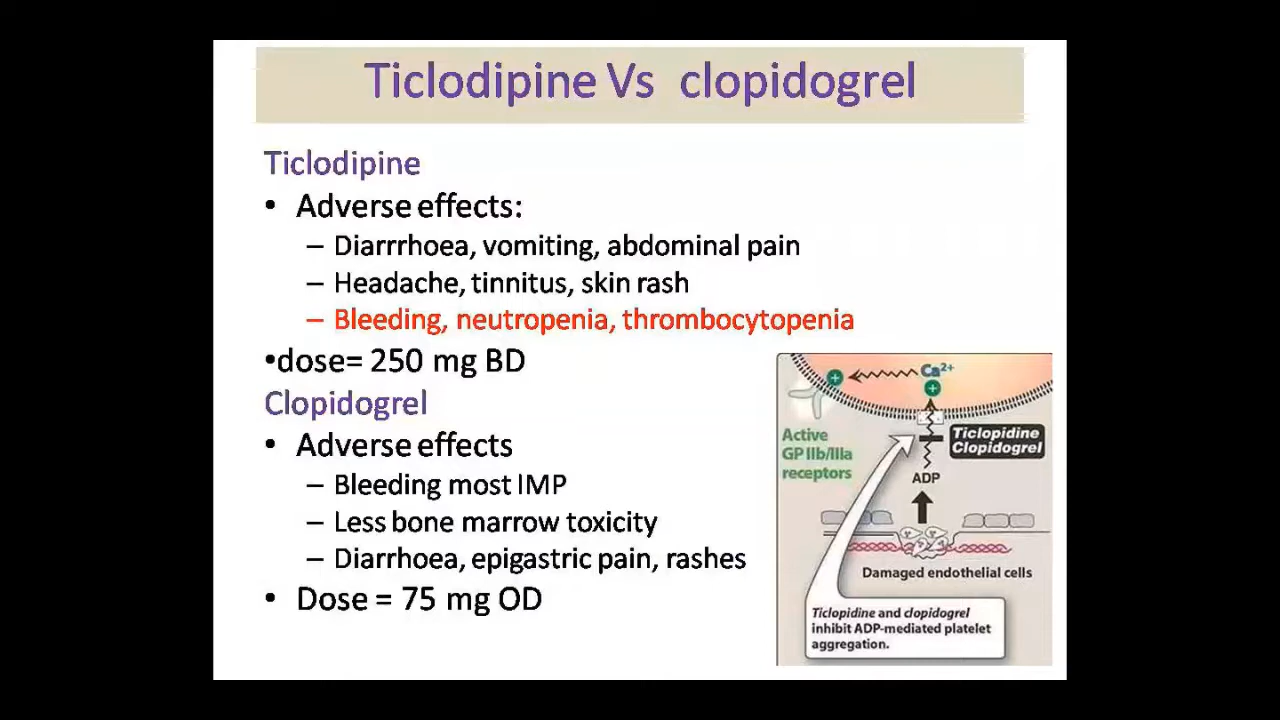 Ticlodipine Vs clopidogrel
Ticlodipine
• Adverse effects:
– Diarrrhoea, vomiting, abdominal pain
– Headache, tinnitus, skin rash
– Bleeding, neutropenia, thrombocytopenia
•dose= 250 mg BD
Clopidogrel
• Adverse effects
– Bleeding most IMP
– Less bone marrow toxicity
– Diarrhoea, epigastric pain, rashes
• Dose = 75 mg OD
Ca2+
+
+
Active
GP IIb/IIIa
receptors
Ticlopidine
Clopidogrel
ADP
Damaged endothelial cells
Ticlopidine and clopidogrel
inhibit ADP-mediated platelet
aggregation.